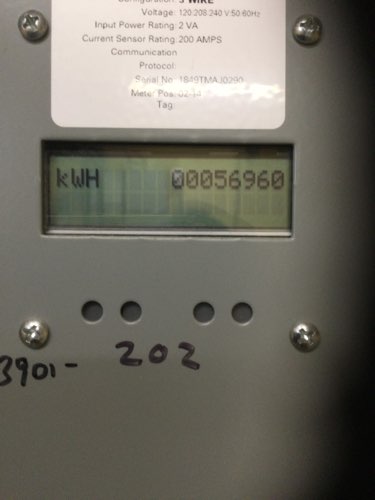 Configuration: 3 WIRE
Voltage: 120:208:240 V:50-60Hz
Input Power Rating: 2 VA
Current Sensor Rating: 200 AMPS
Communication
Protocol:
Serial No:
Meter Pos: 02-14
Tag:
kWH 00056960
202
3901-